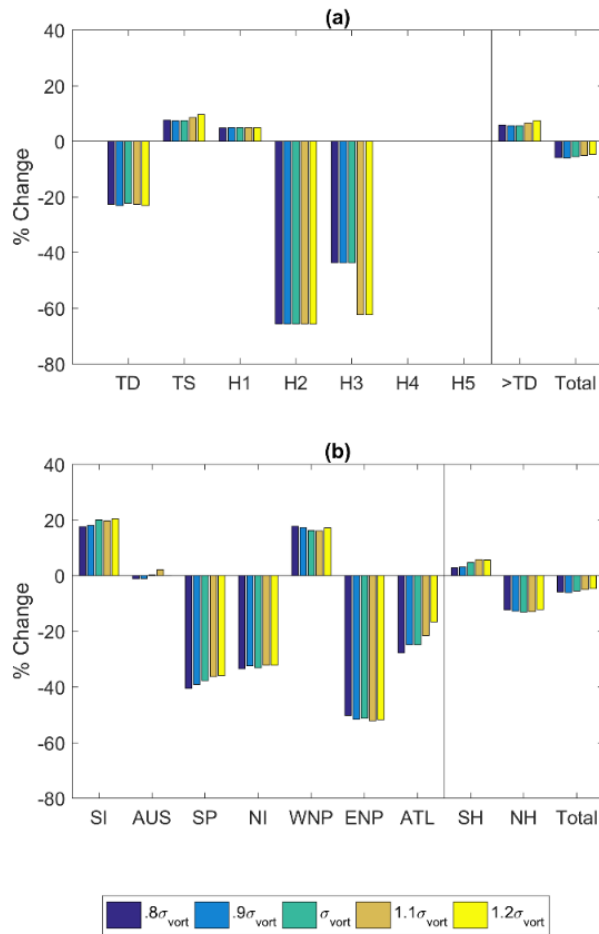 (a)
% Change
40
20
0
-20
-40
-60
-80
TD TS H1 H2 H3 H4 H5 >TD Total
(b)
% Change
40
20
0
-20
-40
-60
-80
SI AUS SP NI WNP ENP ATL SH NH Total
.8σvort .9σvort σvort 1.1σvort 1.2σvort